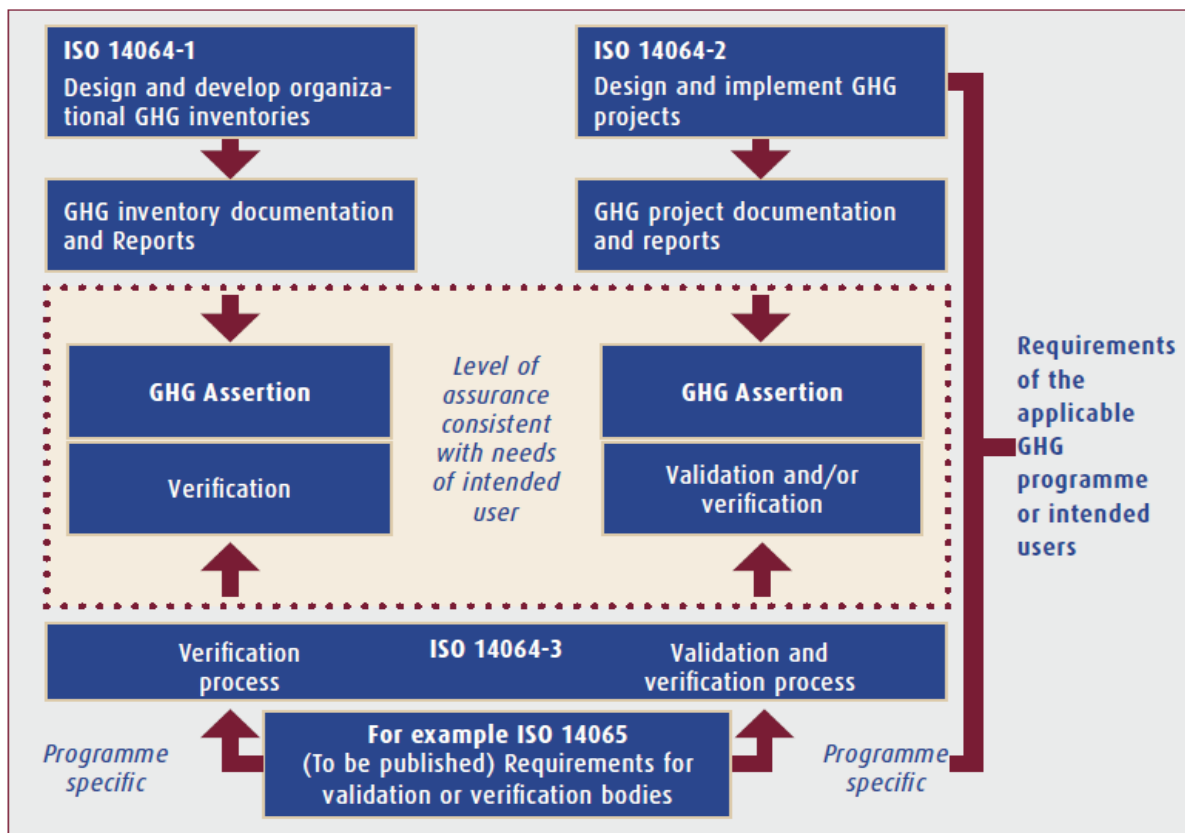 ISO 14064-1
Design and develop organiza-
tional GHG inventories
ISO 14064-2
Design and implement GHG
projects
GHG inventory documentation
and Reports
GHG project documentation
and reports
GHG Assertion
Verification
Level of
assurance
consistent
with needs
of intended
user
GHG Assertion
Validation and/or
verification
Requirements
of the
applicable
GHG
programme
or intended
users
Verification
process
ISO 14064-3
Validation and
verification process
Programme
specific
For example ISO 14065
(To be published) Requirements for
validation or verification bodies
Programme
specific